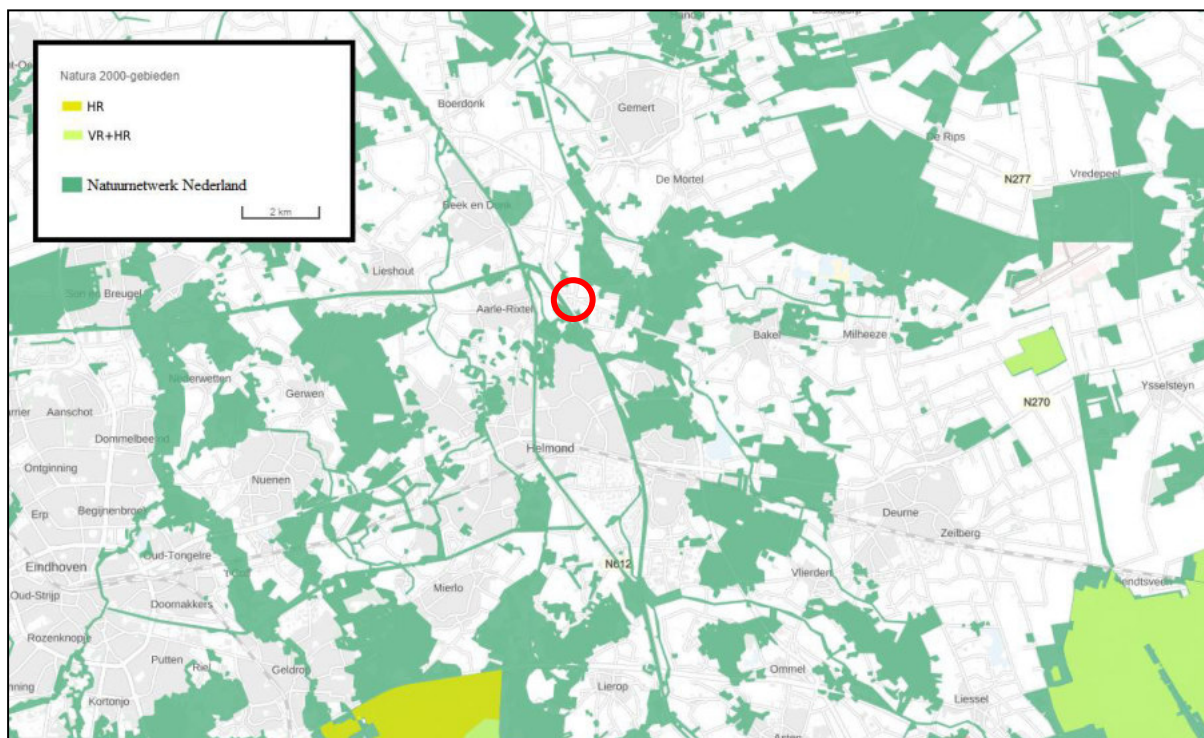 Natura 2000-gebieden
HR
VR+HR
Natuurnetwerk Nederland
2 km
Boerdonk
Gemert
De Rips
N277
Vredepeel
De Mortel
Beek en Donk
Lieshout
Son en Breugel
Aarle-Rixtel
Bakel
Milheeze
Ysselsteyn
N270
Nederwetten
Gerwen
Aanschot
Dommelbeemd
Helmond
Ontginning
Nuenen
Erp
Begijnenbroek
Deurne
Zeilberg
Oud-Tongelre
Eindhoven
N612
Vlierden
Oud-Strijp
Mierlo
Doornakkers
Rozenknopje
Putten
Riel
Geldrop
Ommel
Lierop
Liessel
Kortonjo